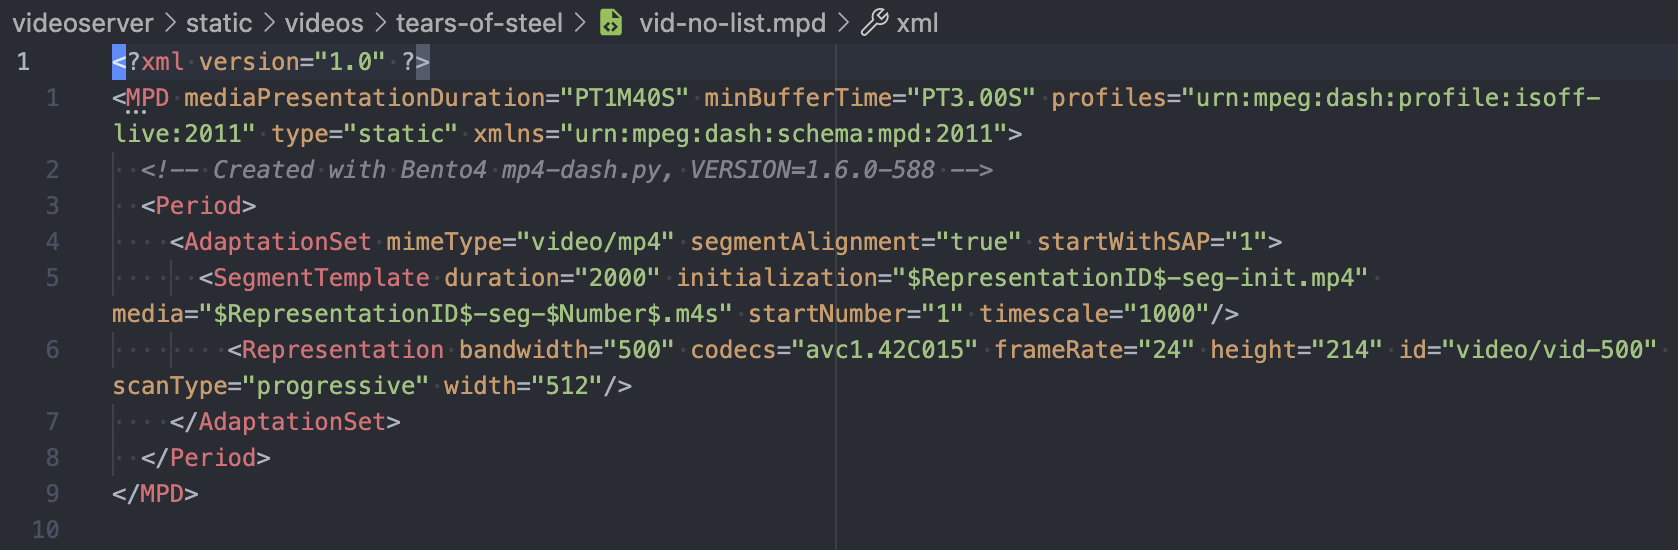 videoserver > static > videos > tears-of-steel > vid-no-list.mpd > xml
1 <?xml version="1.0" ?>
1 <MPD mediaPresentationDuration="PT1M40S" minBufferTime="PT3.00S" profiles="urn:mpeg:dash:profile:isoff-
live:2011" type="static" xmlns="urn:mpeg:dash:schema:mpd:2011">
2 <!-- Created with Bento4 mp4-dash.py, VERSION=1.6.0-588 -->
3 <Period>
4 <AdaptationSet mimeType="video/mp4" segmentAlignment="true" startWithSAP="1">
5 <SegmentTemplate duration="2000" initialization="$RepresentationID$-seg-init.mp4"
media="$RepresentationID$-seg-$Number$.m4s" startNumber="1" timescale="1000"/>
6 <Representation bandwidth="500" codecs="avc1.42C015" frameRate="24" height="214" id="video/vid-500"
scanType="progressive" width="512"/>
7 </AdaptationSet>
8 </Period>
9 </MPD>
10